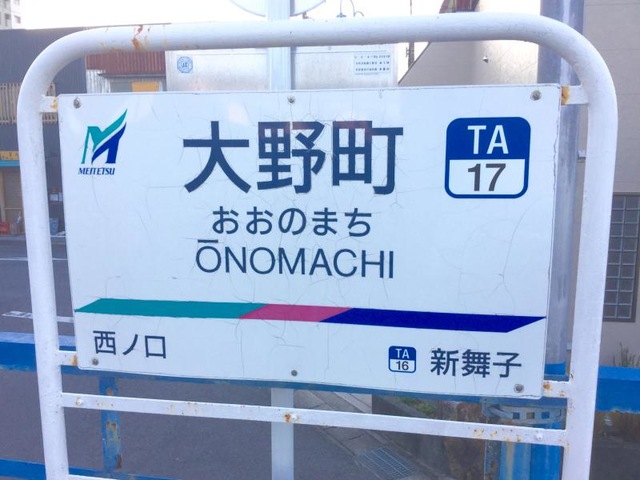 MEITETSU
大野町
TA
17
おおのまち
ŌNOMACHI
西ノ口
TA
16
新舞子